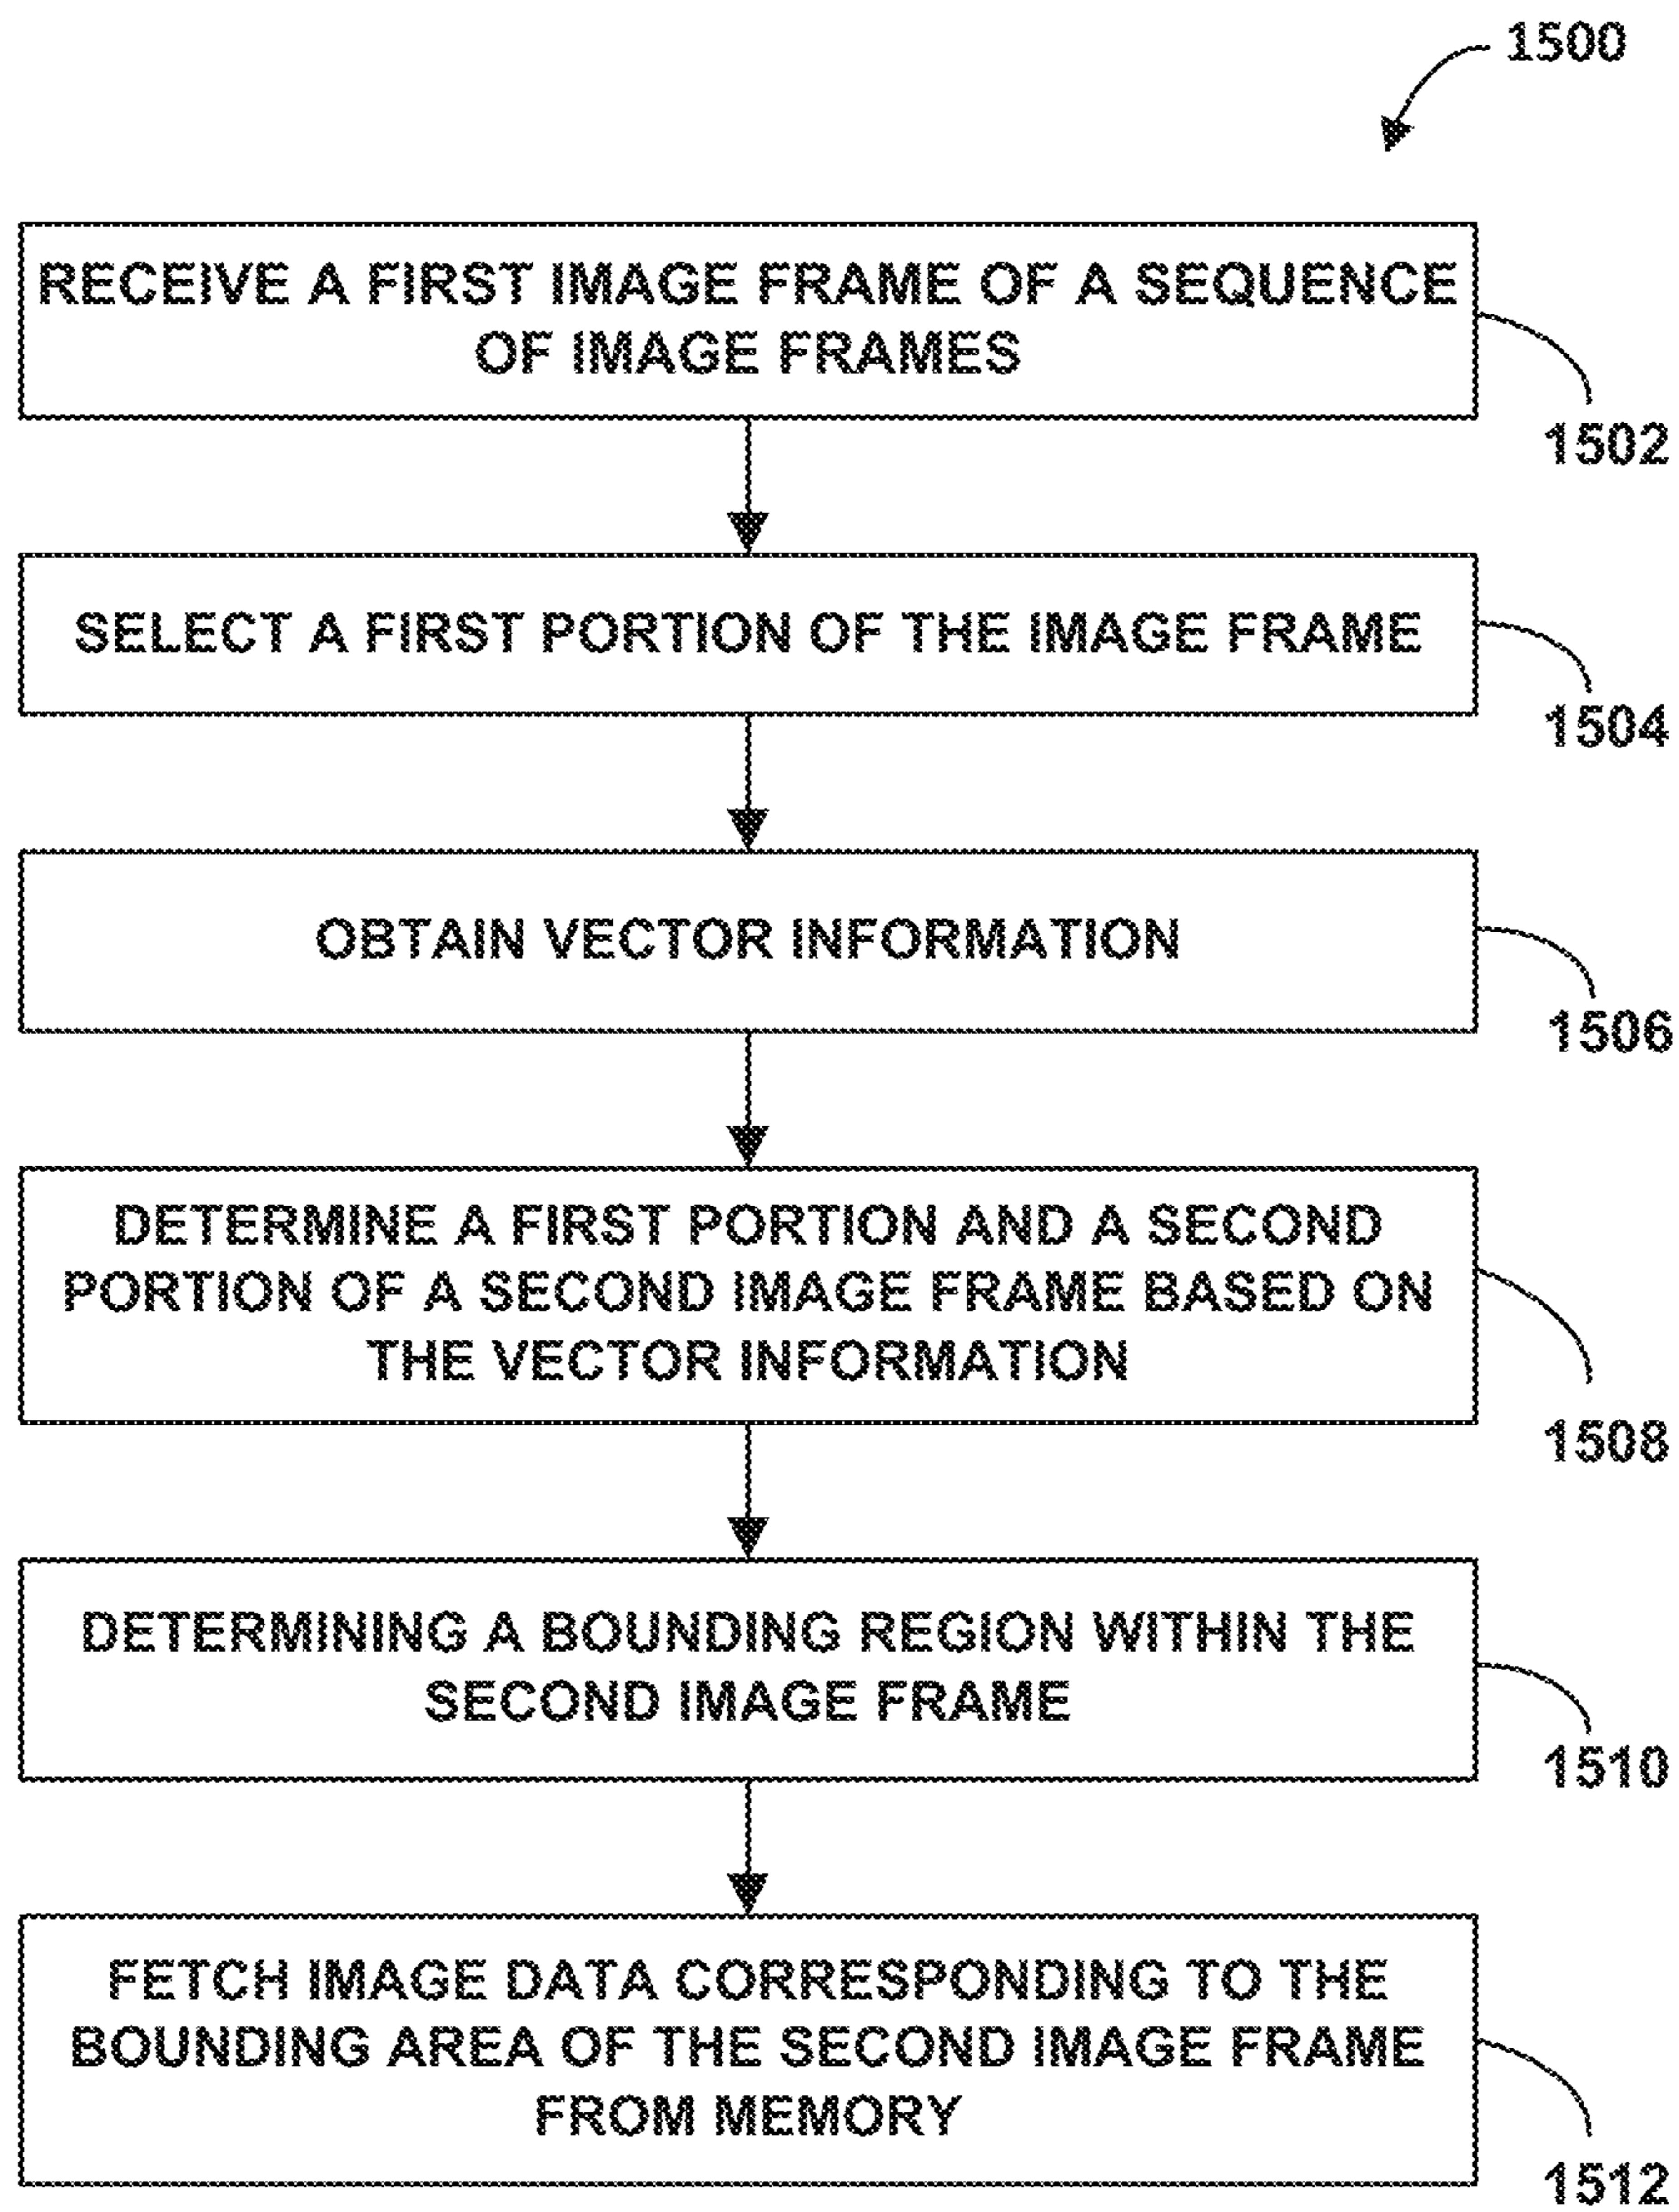 1500
RECEIVE A FIRST IMAGE FRAME OF A SEQUENCE
OF IMAGE FRAMES
1502
SELECT A FIRST PORTION OF THE IMAGE FRAME
1504
OBTAIN VECTOR INFORMATION
1506
DETERMINE A FIRST PORTION AND A SECOND
PORTION OF A SECOND IMAGE FRAME BASED ON
THE VECTOR INFORMATION
1508
DETERMINING A BOUNDING REGION WITHIN THE
SECOND IMAGE FRAME
1510
FETCH IMAGE DATA CORRESPONDING TO THE
BOUNDING AREA OF THE SECOND IMAGE FRAME
FROM MEMORY
1512